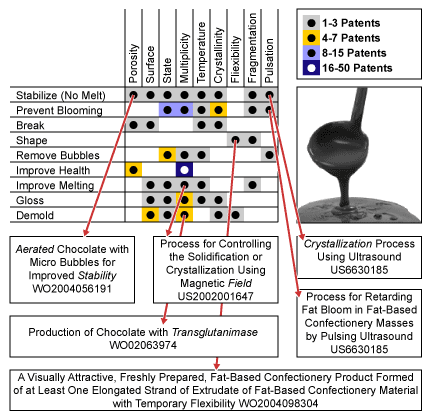 Porosity
Surface
State
Multiplicity
Temperature
Crystallinity
Fliexibility
Fragmentation
Pulsation
1-3 Patents
4-7 Patents
8-15 Patents
16-50 Patents
Stabilize (No Melt)
Prevent Blooming
Break
Shape
Remove Bubbles
Improve Health
Improve Melting
Gloss
Demold
Aerated Chocolate with
Micro Bubbles for
Improved Stability
WO2004056191
Process for Controlling
the Solidification or
Crystallization Using
Magnetic Field
US2002001647
Crystallization Process
Using Ultrasound
US6630185
Process for Retarding
Fat Bloom in Fat-Based
Confectionery Masses
by Pulsing Ultrasound
US6630185
Production of Chocolate with Transglutanimase
WO02063974
A Visually Attractive, Freshly Prepared, Fat-Based Confectionery Product Formed
of at Least One Elongated Strand of Extrudate of Fat-Based Confectionery Material
with Temporary Flexibility WO2004098304